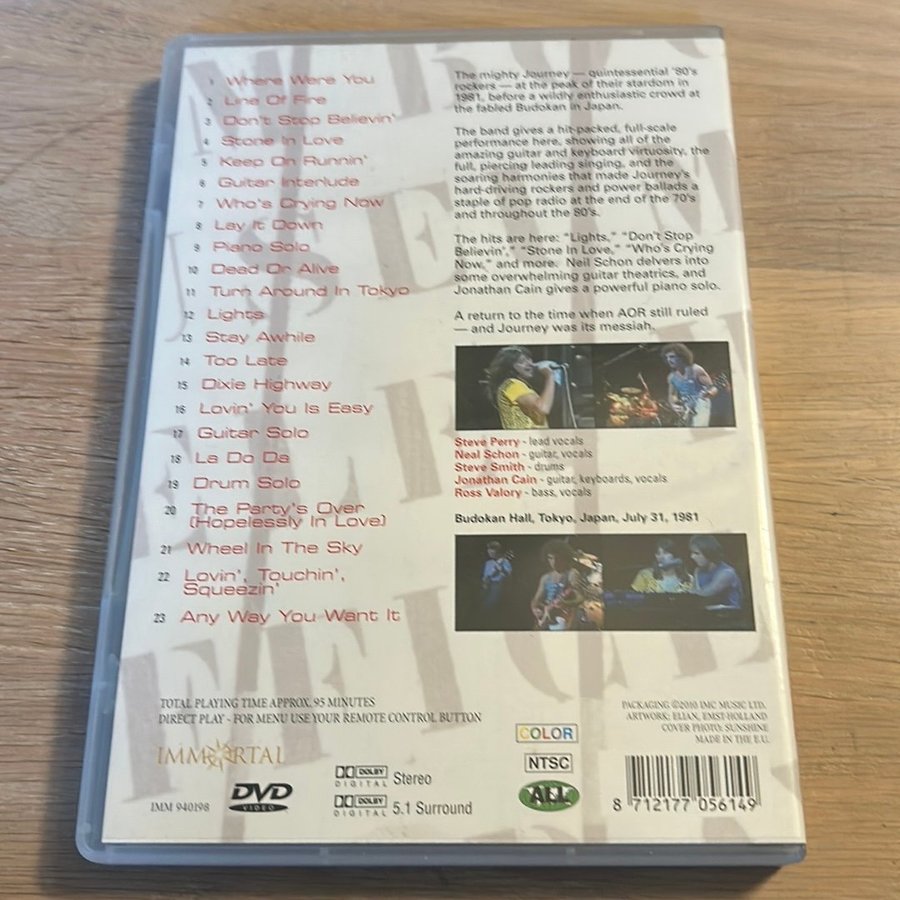 1 Where Were You
2 Line Of Fire
3 Don't Stop Believin'
4 Stone In Love
5 Keep On Runnin'
6 Guitar Interlude
7 Who's Crying Now
8 Lay It Down
9 Piano Solo
10 Dead Or Alive
11 Turn Around In Tokyo
12 Lights
13 Stay Awhile
14 Too Late
15 Dixie Highway
16 Lovin' You Is Easy
17 Guitar Solo
18 La Do Da
19 Drum Solo
20 The Party's Over
(Hopelessly In Love)
21 Wheel In The Sky
22 Lovin', Touchin',
Squeezin'
23 Any Way You Want It
The mighty Journey — quintessential '80's
rockers — at the peak of their stardom in
1981, before a wildly enthusiastic crowd at
the fabled Budokan in Japan.
The band gives a hit-packed, full-scale
performance here, showing all of the
amazing guitar and keyboard virtuosity, the
full, piercing leading singing, and the
soaring harmonies that made Journey's
hard-driving rockers and power ballads a
staple of pop radio at the end of the 70's
and throughout the 80's.
The hits are here: "Lights," "Don't Stop
Believin'," "Stone In Love," "Who's Crying
Now," and more. Neil Schon delvers into
some overwhelming guitar theatrics, and
Jonathan Cain gives a powerful piano solo.
A return to the time when AOR still ruled
— and Journey was its messiah.
Steve Perry - lead vocals
Neal Schon - guitar, vocals
Steve Smith - drums
Jonathan Cain - guitar, keyboards, vocals
Ross Valory - bass, vocals
Budokan Hall, Tokyo, Japan, July 31, 1981
TOTAL PLAYING TIME APPROX. 95 MINUTES
DIRECT PLAY - FOR MENU USE YOUR REMOTE CONTROL BUTTON
IMMORTAL
IMM 940198
DVD
VIDEO
DOLBY
DIGITAL Stereo
DOLBY
DIGITAL 5.1 Surround
COLOR
NTSC
ALL
PACKAGING ©2010 IMC MUSIC LTD.
ARTWORK: ELIAN, EMST-HOLLAND
COVER PHOTO: SUNSHINE
MADE IN THE E.U.
8 712177 056149